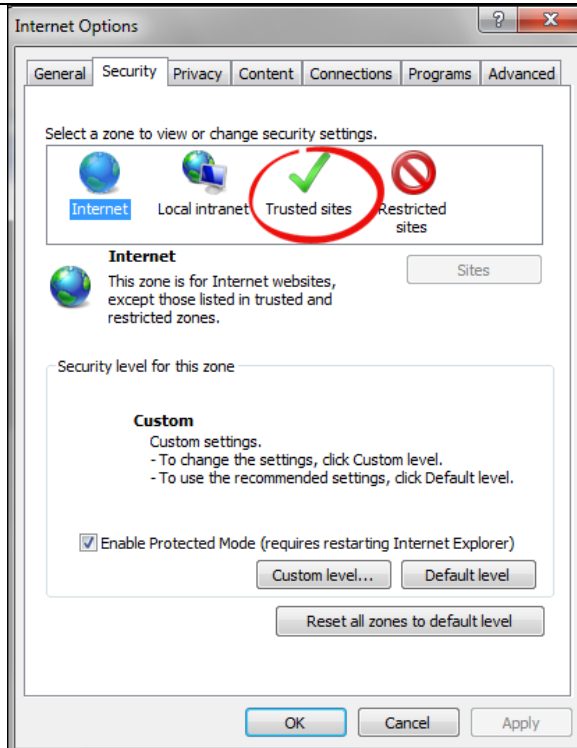 Internet Options
General Security Privacy Content Connections Programs Advanced
Select a zone to view or change security settings.
Internet Local intranet Trusted sites Restricted sites
Internet
This zone is for Internet websites,
except those listed in trusted and
restricted zones.
Sites
Security level for this zone
Custom
Custom settings.
- To change the settings, click Custom level.
- To use the recommended settings, click Default level.
Enable Protected Mode (requires restarting Internet Explorer)
Custom level... Default level
Reset all zones to default level
OK Cancel Apply